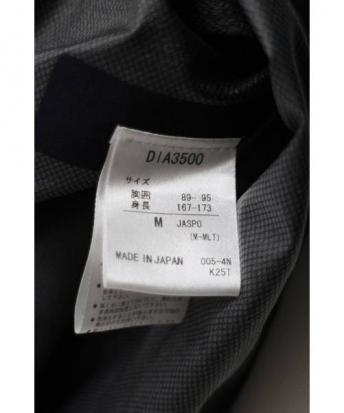 DIA3500
サイズ
胸囲 89- 95
身長 167-173
M JASPO
(M-MLT)
MADE IN JAPAN 005-4N
K25T